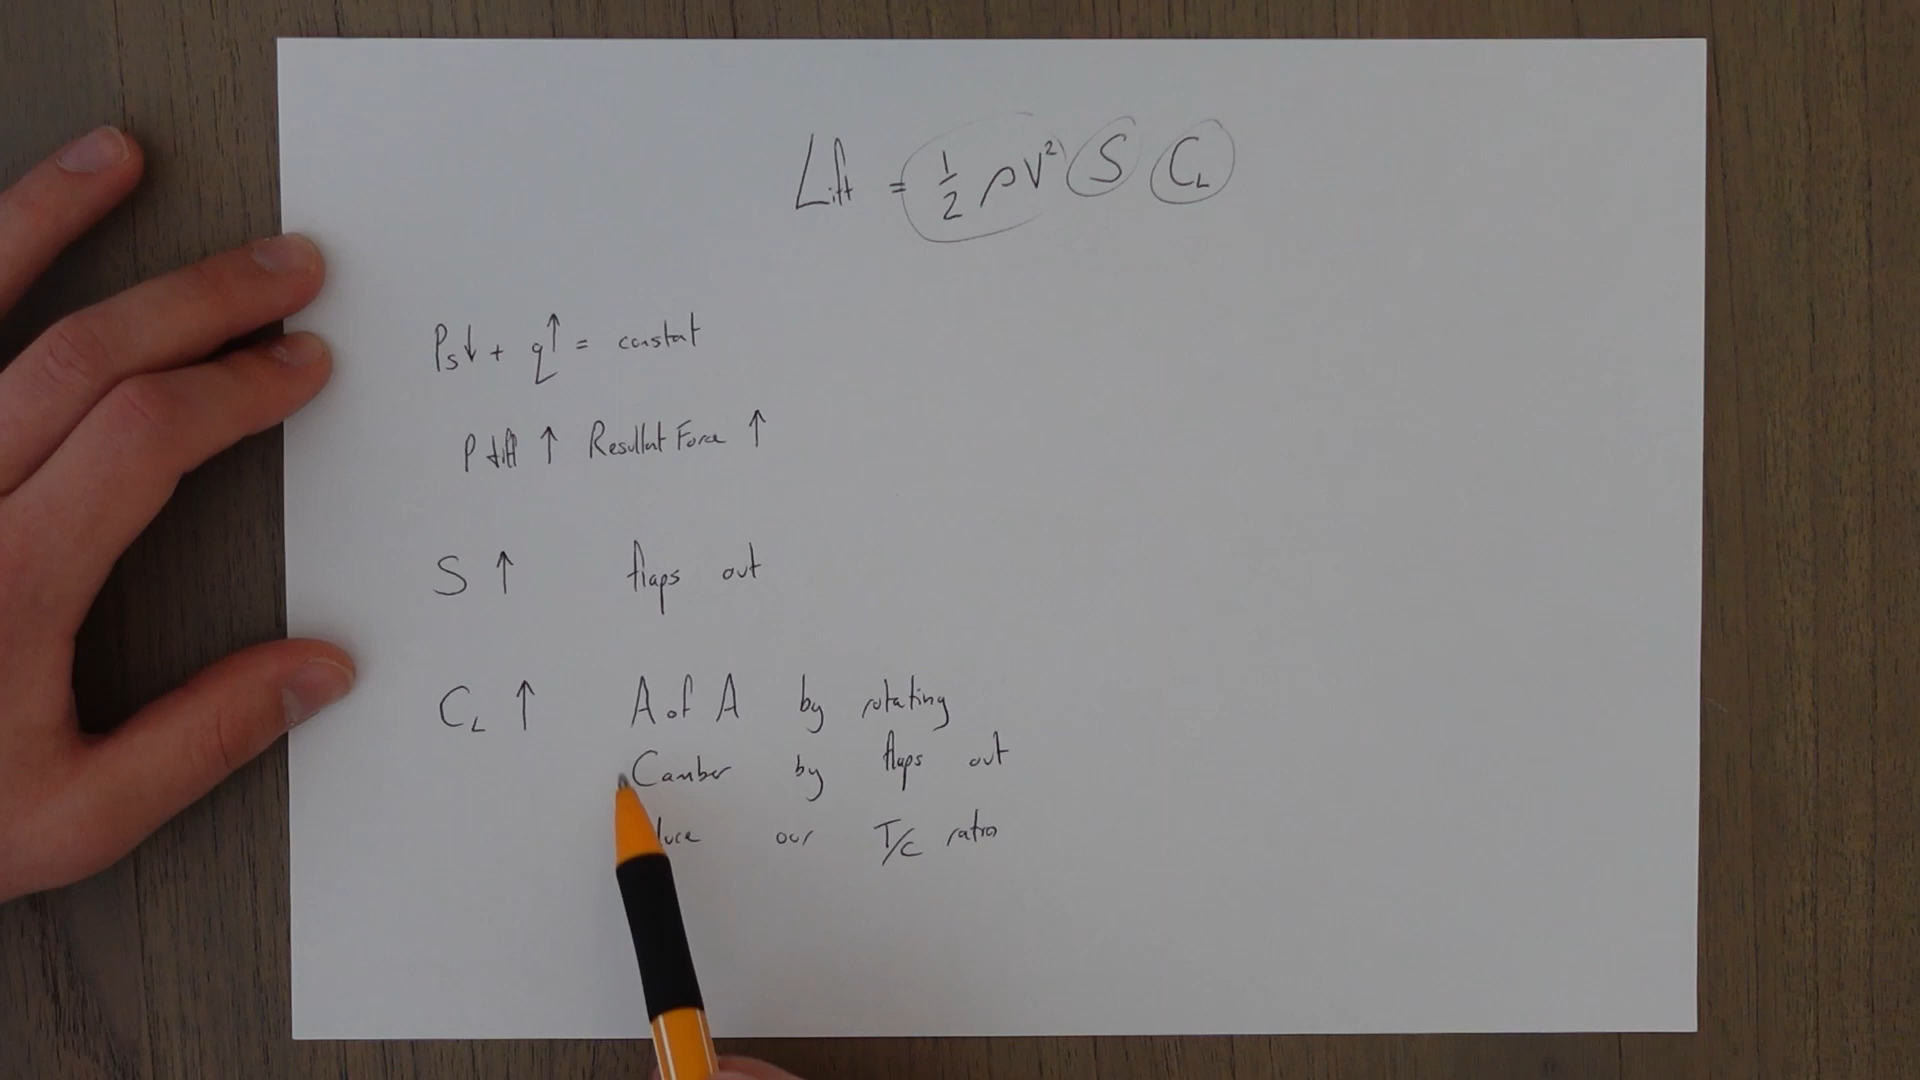 Lift = 1/2 ρV² S C_L
Ps↓ + q↑ = constant
P diff ↑ Resultant Force ↑
S ↑ flaps out
C_L ↑ A of A by rotating
Camber by flaps out
our T/C ratio